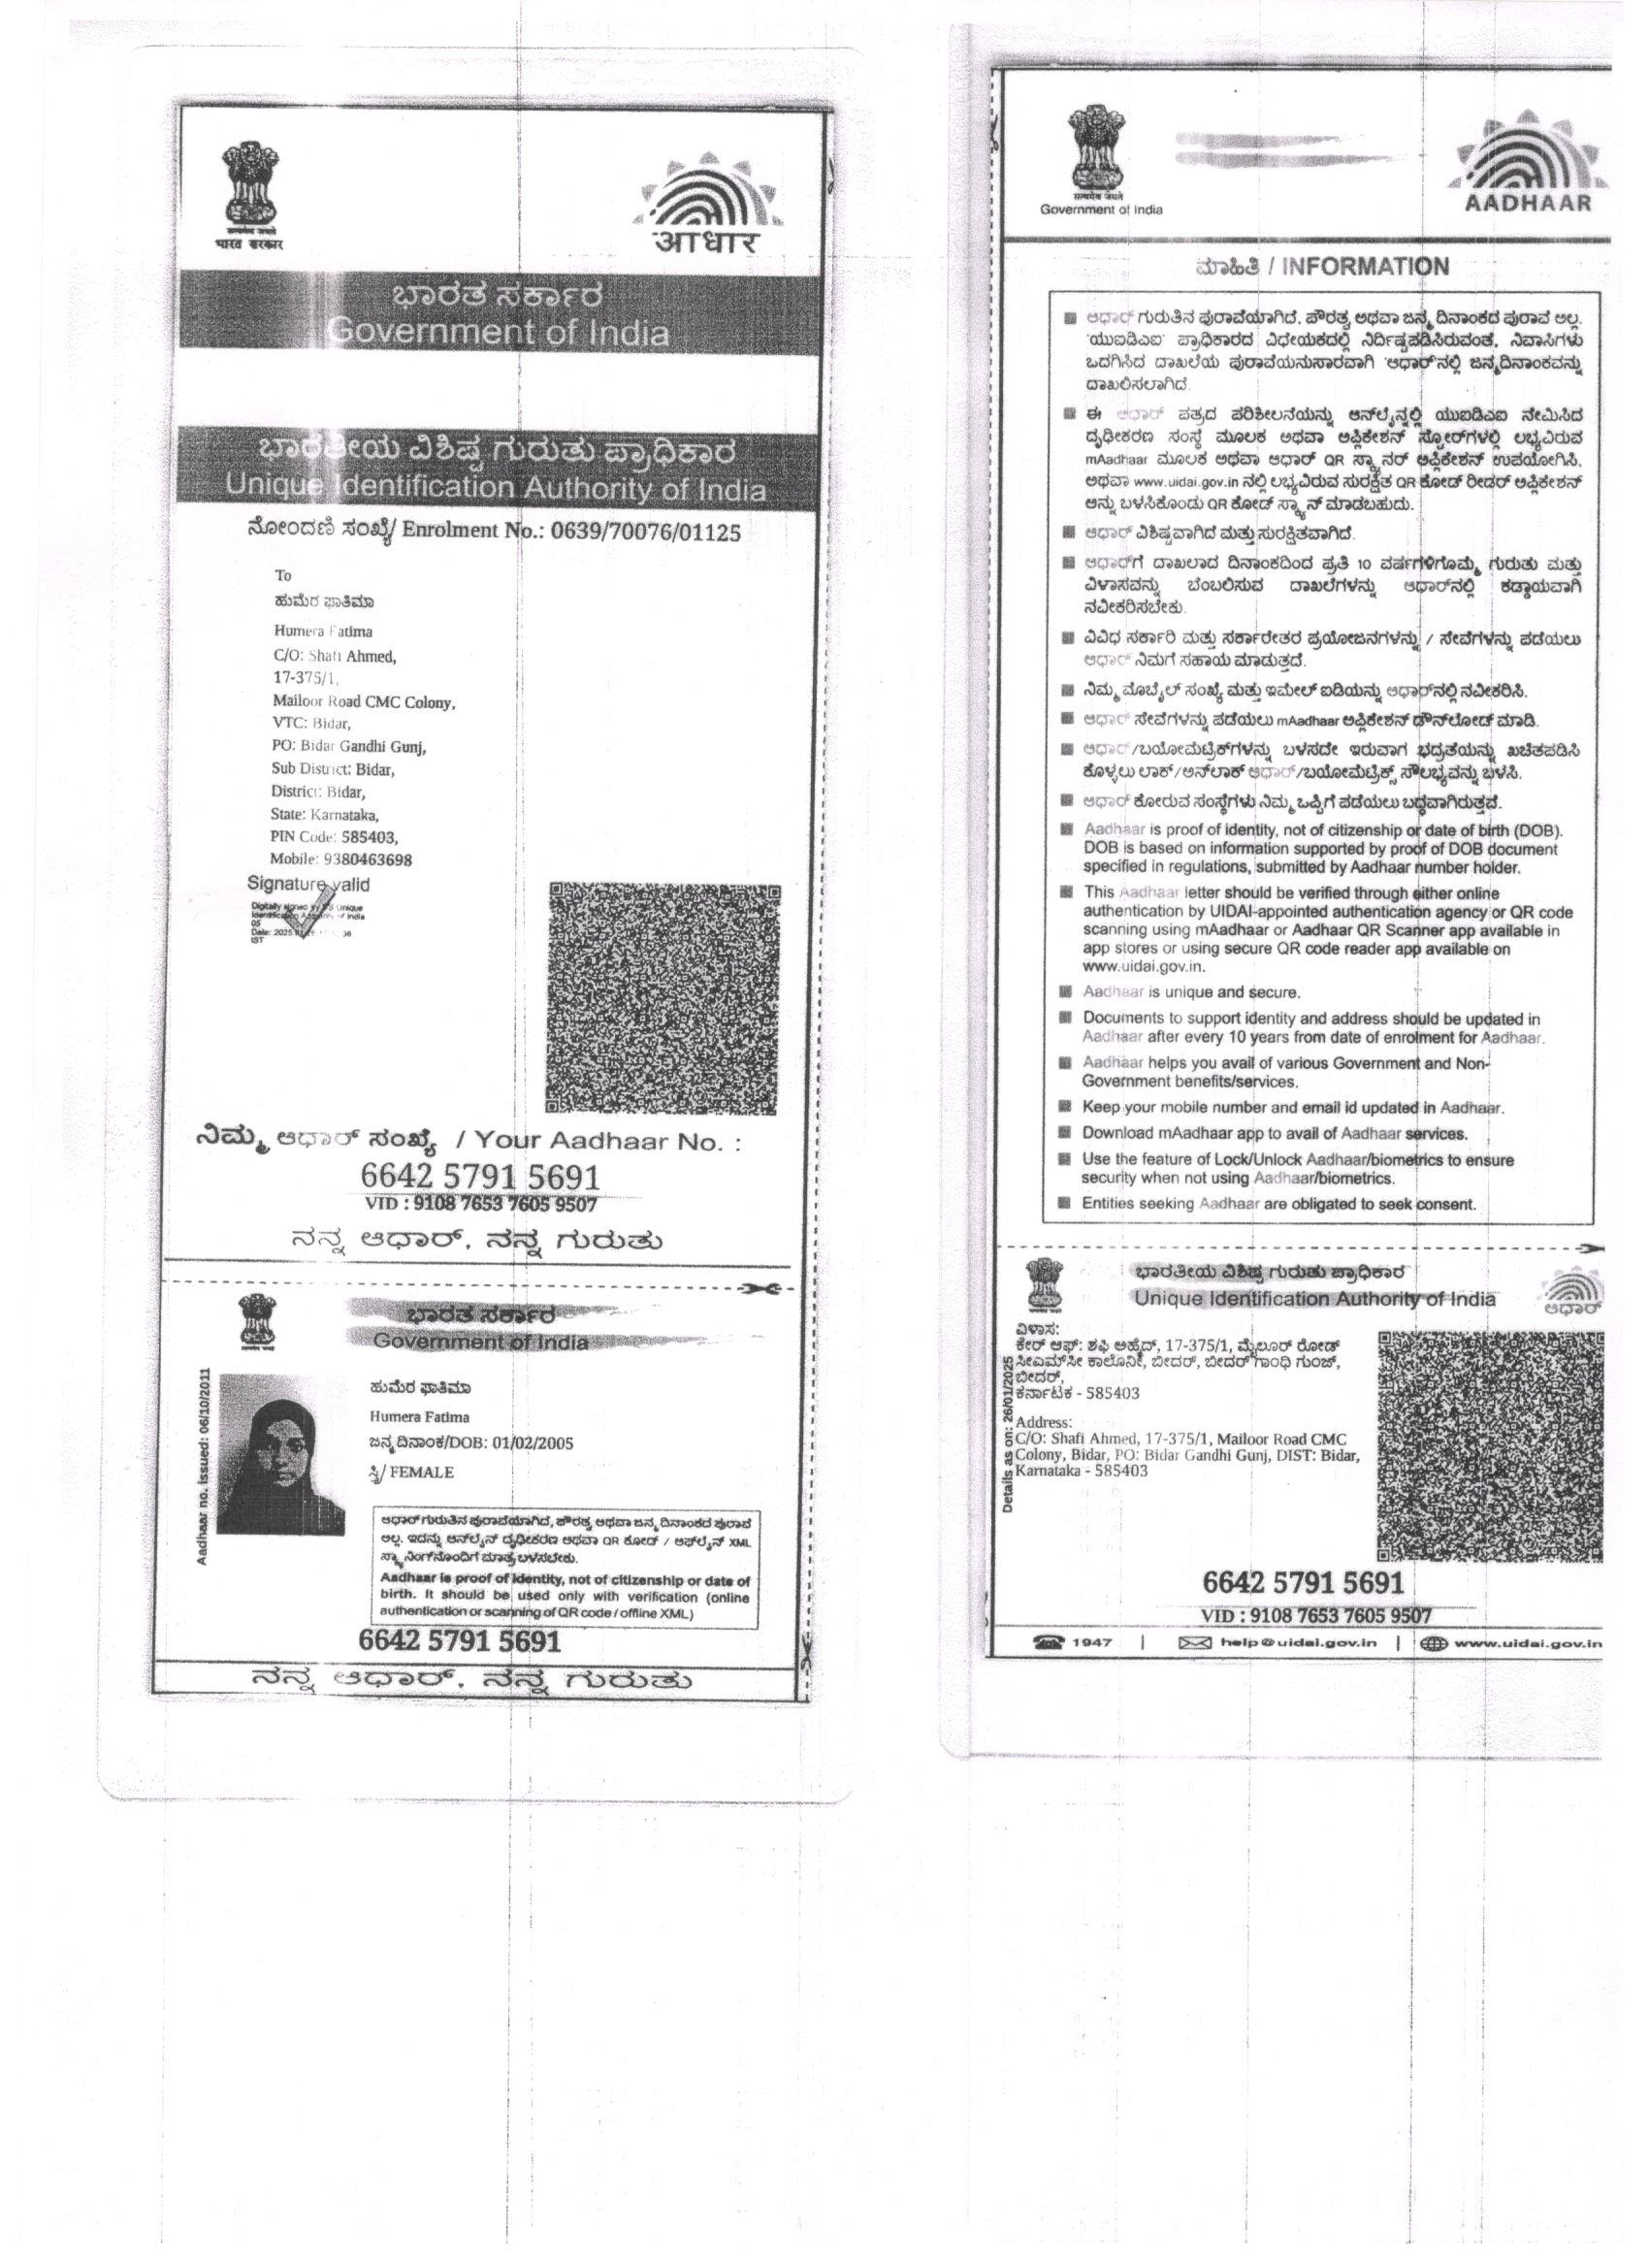 भारत सरकार
आधार
ಭಾರತ ಸರ್ಕಾರ
Government of India
ಭಾರತೀಯ ವಿಶಿಷ್ಟ ಗುರುತು ಪ್ರಾಧಿಕಾರ
Unique Identification Authority of India
ನೋಂದಣಿ ಸಂಖ್ಯೆ/ Enrolment No.: 0639/70076/01125
To
ಹುಮೆರ ಫಾತಿಮಾ
Humera Fatima
C/O: Shafi Ahmed,
17-375/1,
Mailoor Road CMC Colony,
VTC: Bidar,
PO: Bidar Gandhi Gunj,
Sub District: Bidar,
District: Bidar,
State: Karnataka,
PIN Code: 585403,
Mobile: 9380463698
Signature valid
Digitally signed by DS Unique
Identification Authority of India
05
Date: 2025
IST
ನಿಮ್ಮ ಆಧಾರ್ ಸಂಖ್ಯೆ / Your Aadhaar No. :
6642 5791 5691
VID : 9108 7653 7605 9507
ನನ್ನ ಆಧಾರ್, ನನ್ನ ಗುರುತು
ಭಾರತ ಸರ್ಕಾರ
Government of India
Aadhaar no. issued: 06/10/2011
ಹುಮೆರ ಫಾತಿಮಾ
Humera Fatima
ಜನ್ಮ ದಿನಾಂಕ/DOB: 01/02/2005
ಸ್ತ್ರೀ/ FEMALE
ಆಧಾರ್ ಗುರುತಿನ ಪುರಾವೆಯಾಗಿದೆ, ಪೌರತ್ವ ಅಥವಾ ಜನ್ಮ ದಿನಾಂಕದ ಪುರಾವೆ
ಅಲ್ಲ. ಇದನ್ನು ಆನ್‌ಲೈನ್ ದೃಢೀಕರಣ ಅಥವಾ QR ಕೋಡ್ / ಆಫ್‌ಲೈನ್ XML
ಸ್ಕ್ಯಾನಿಂಗ್‌ನೊಂದಿಗೆ ಮಾತ್ರ ಬಳಸಬೇಕು.
Aadhaar is proof of identity, not of citizenship or date of
birth. It should be used only with verification (online
authentication or scanning of QR code / offline XML)
6642 5791 5691
ನನ್ನ ಆಧಾರ್, ನನ್ನ ಗುರುತು
सत्यमेव जयते
Government of India
AADHAAR
ಮಾಹಿತಿ / INFORMATION
ಆಧಾರ್ ಗುರುತಿನ ಪುರಾವೆಯಾಗಿದೆ, ಪೌರತ್ವ ಅಥವಾ ಜನ್ಮ ದಿನಾಂಕದ ಪುರಾವೆ ಅಲ್ಲ.
'ಯುಐಡಿಎಐ' ಪ್ರಾಧಿಕಾರದ ವಿಧೇಯಕದಲ್ಲಿ ನಿರ್ದಿಷ್ಟಪಡಿಸಿರುವಂತೆ, ನಿವಾಸಿಗಳು
ಒದಗಿಸಿದ ದಾಖಲೆಯ ಪುರಾವೆಯನುಸಾರವಾಗಿ 'ಆಧಾರ್'ನಲ್ಲಿ ಜನ್ಮದಿನಾಂಕವನ್ನು
ದಾಖಲಿಸಲಾಗಿದೆ.
ಈ ಆಧಾರ್ ಪತ್ರದ ಪರಿಶೀಲನೆಯನ್ನು ಆನ್‌ಲೈನ್ನಲ್ಲಿ ಯುಐಡಿಎಐ ನೇಮಿಸಿದ
ದೃಢೀಕರಣ ಸಂಸ್ಥೆ ಮೂಲಕ ಅಥವಾ ಅಪ್ಲಿಕೇಶನ್ ಸ್ಟೋರ್‌ಗಳಲ್ಲಿ ಲಭ್ಯವಿರುವ
mAadhaar ಮೂಲಕ ಅಥವಾ ಆಧಾರ್ QR ಸ್ಕ್ಯಾನರ್ ಅಪ್ಲಿಕೇಶನ್ ಉಪಯೋಗಿಸಿ.
ಅಥವಾ www.uidai.gov.in ನಲ್ಲಿ ಲಭ್ಯವಿರುವ ಸುರಕ್ಷಿತ QR ಕೋಡ್ ರೀಡರ್ ಅಪ್ಲಿಕೇಶನ್
ಅನ್ನು ಬಳಸಿಕೊಂಡು QR ಕೋಡ್ ಸ್ಕ್ಯಾನ್ ಮಾಡಬಹುದು.
ಆಧಾರ್ ವಿಶಿಷ್ಟವಾಗಿದೆ ಮತ್ತು ಸುರಕ್ಷಿತವಾಗಿದೆ.
ಆಧಾರ್‌ಗೆ ದಾಖಲಾದ ದಿನಾಂಕದಿಂದ ಪ್ರತಿ 10 ವರ್ಷಗಳಿಗೊಮ್ಮೆ ಗುರುತು ಮತ್ತು
ವಿಳಾಸವನ್ನು ಬೆಂಬಲಿಸುವ ದಾಖಲೆಗಳನ್ನು ಆಧಾರ್‌ನಲ್ಲಿ ಕಡ್ಡಾಯವಾಗಿ
ನವೀಕರಿಸಬೇಕು.
ವಿವಿಧ ಸರ್ಕಾರಿ ಮತ್ತು ಸರ್ಕಾರೇತರ ಪ್ರಯೋಜನಗಳನ್ನು / ಸೇವೆಗಳನ್ನು ಪಡೆಯಲು
ಆಧಾರ್ ನಿಮಗೆ ಸಹಾಯ ಮಾಡುತ್ತದೆ.
ನಿಮ್ಮ ಮೊಬೈಲ್ ಸಂಖ್ಯೆ ಮತ್ತು ಇಮೇಲ್ ಐಡಿಯನ್ನು ಆಧಾರ್‌ನಲ್ಲಿ ನವೀಕರಿಸಿ.
ಆಧಾರ್ ಸೇವೆಗಳನ್ನು ಪಡೆಯಲು mAadhaar ಅಪ್ಲಿಕೇಶನ್ ಡೌನ್‌ಲೋಡ್ ಮಾಡಿ.
ಆಧಾರ್/ಬಯೋಮೆಟ್ರಿಕ್‌ಗಳನ್ನು ಬಳಸದೇ ಇರುವಾಗ ಭದ್ರತೆಯನ್ನು ಖಚಿತಪಡಿಸಿ
ಕೊಳ್ಳಲು ಲಾಕ್/ಅನ್‌ಲಾಕ್ ಆಧಾರ್/ಬಯೋಮೆಟ್ರಿಕ್ಸ್ ಸೌಲಭ್ಯವನ್ನು ಬಳಸಿ.
ಆಧಾರ್ ಕೋರುವ ಸಂಸ್ಥೆಗಳು ನಿಮ್ಮ ಒಪ್ಪಿಗೆ ಪಡೆಯಲು ಬದ್ಧವಾಗಿರುತ್ತವೆ.
Aadhaar is proof of identity, not of citizenship or date of birth (DOB).
DOB is based on information supported by proof of DOB document
specified in regulations, submitted by Aadhaar number holder.
This Aadhaar letter should be verified through either online
authentication by UIDAI-appointed authentication agency or QR code
scanning using mAadhaar or Aadhaar QR Scanner app available in
app stores or using secure QR code reader app available on
www.uidai.gov.in.
Aadhaar is unique and secure.
Documents to support identity and address should be updated in
Aadhaar after every 10 years from date of enrolment for Aadhaar.
Aadhaar helps you avail of various Government and Non-
Government benefits/services.
Keep your mobile number and email id updated in Aadhaar.
Download mAadhaar app to avail of Aadhaar services.
Use the feature of Lock/Unlock Aadhaar/biometrics to ensure
security when not using Aadhaar/biometrics.
Entities seeking Aadhaar are obligated to seek consent.
ಭಾರತೀಯ ವಿಶಿಷ್ಟ ಗುರುತು ಪ್ರಾಧಿಕಾರ
Unique Identification Authority of India
ಆಧಾರ್
Details as on: 26/01/2025
ವಿಳಾಸ:
ಕೇರ್ ಆಫ್: ಶಫಿ ಅಹ್ಮೆದ್, 17-375/1, ಮೈಲೂರ್ ರೋಡ್
ಸೀಎಮ್‌ಸೀ ಕಾಲೊನೀ, ಬೀದರ್, ಬೀದರ್ ಗಾಂಧಿ ಗುಂಜ್,
ಬೀದರ್,
ಕರ್ನಾಟಕ - 585403
Address:
C/O: Shafi Ahmed, 17-375/1, Mailoor Road CMC
Colony, Bidar, PO: Bidar Gandhi Gunj, DIST: Bidar,
Karnataka - 585403
6642 5791 5691
VID : 9108 7653 7605 9507
1947 | help@uidai.gov.in | www.uidai.gov.in